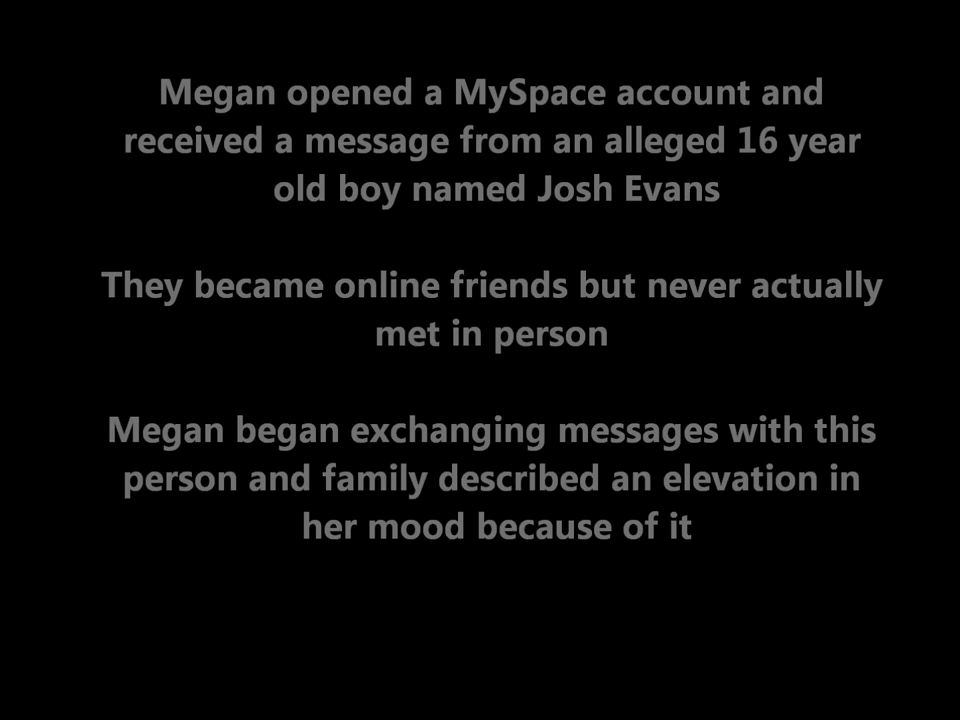 Megan opened a MySpace account and
received a message from an alleged 16 year
old boy named Josh Evans
They became online friends but never actually
met in person
Megan began exchanging messages with this
person and family described an elevation in
her mood because of it